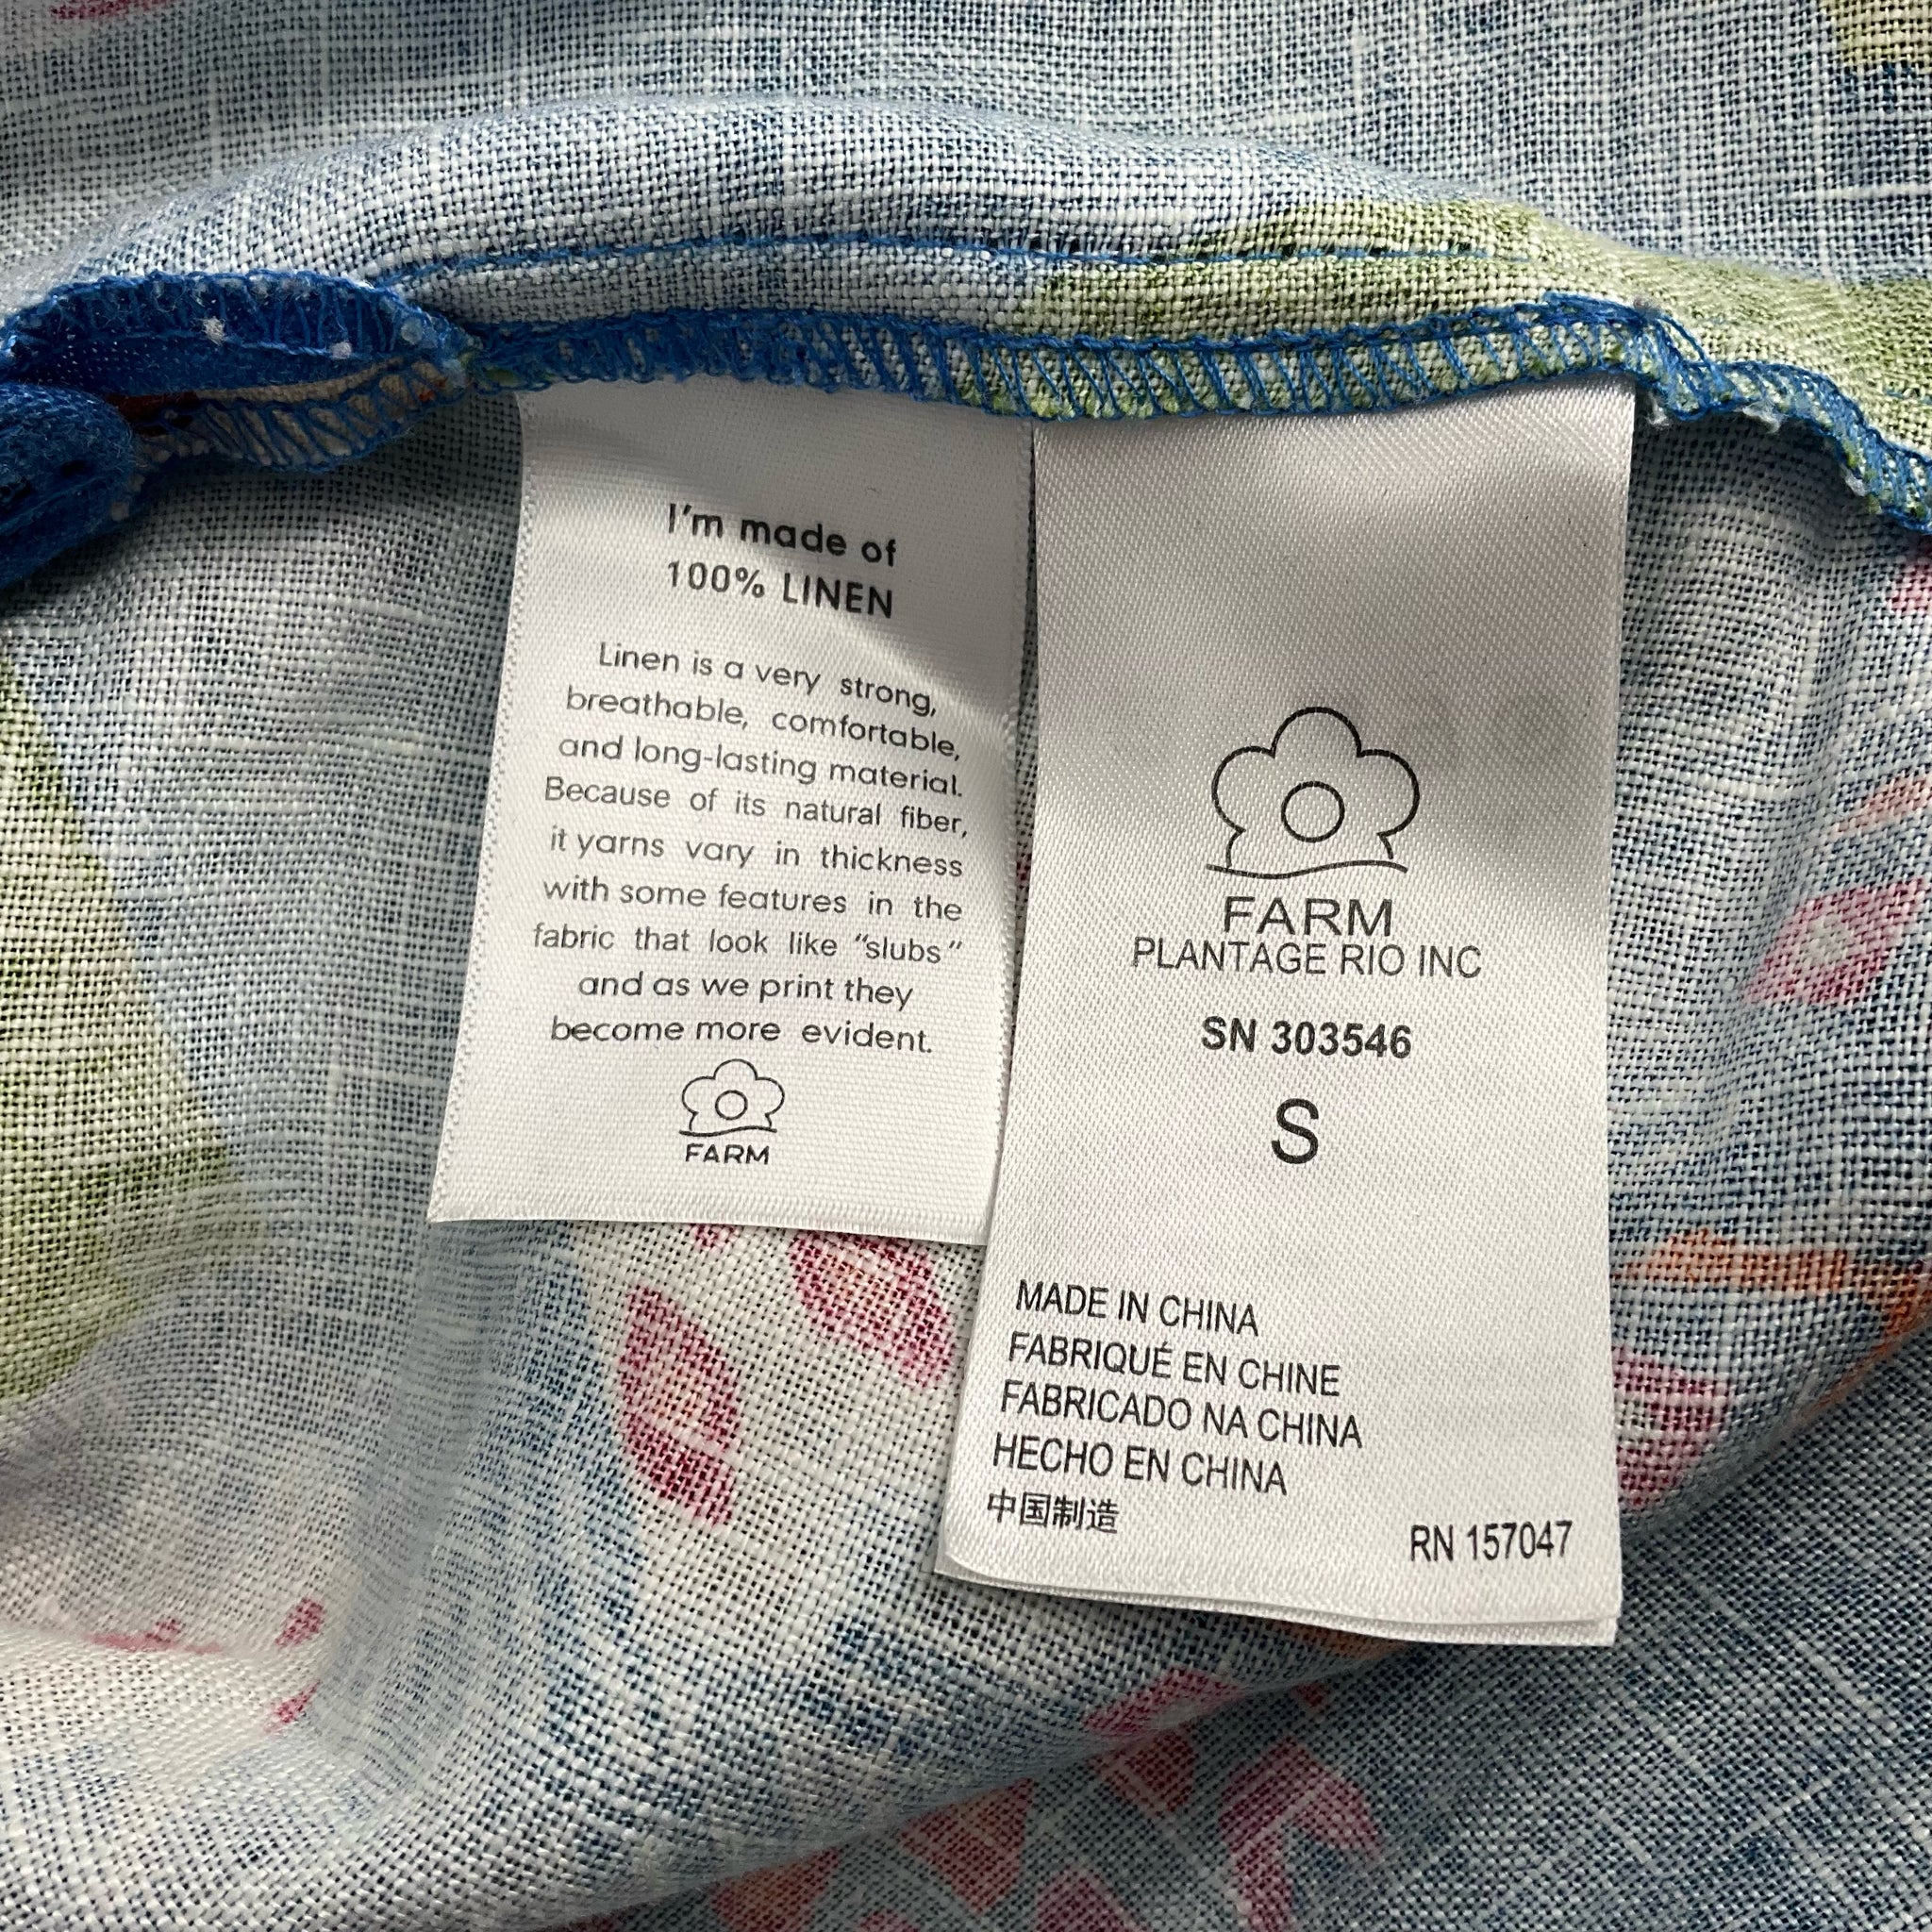 I'm made of
100% LINEN
Linen is a very strong,
breathable, comfortable,
and long-lasting material.
Because of its natural fiber,
it yarns vary in thickness
with some features in the
fabric that look like "slubs"
and as we print they
become more evident.
FARM
FARM
PLANTAGE RIO INC
SN 303546
S
MADE IN CHINA
FABRIQUÉ EN CHINE
FABRICADO NA CHINA
HECHO EN CHINA
中国制造
RN 157047